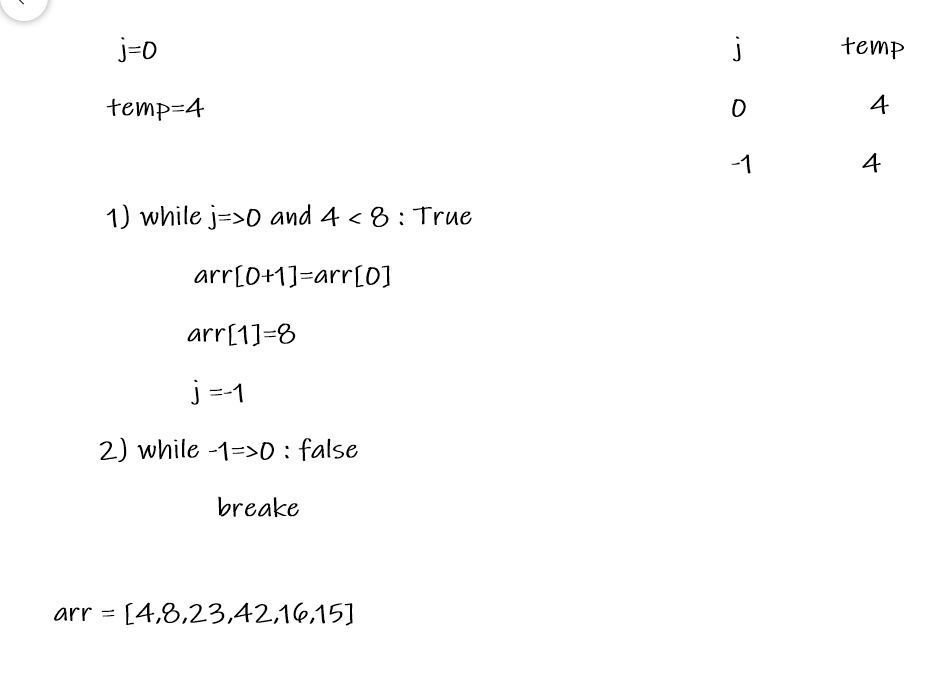 j=0
j temp
temp=4
0 4
-1 4
1) while j=>0 and 4 < 8 : True
arr[0+1]=arr[0]
arr[1]=8
j =-1
2) while -1=>0 : false
breake
arr = [4,8,23,42,16,15]